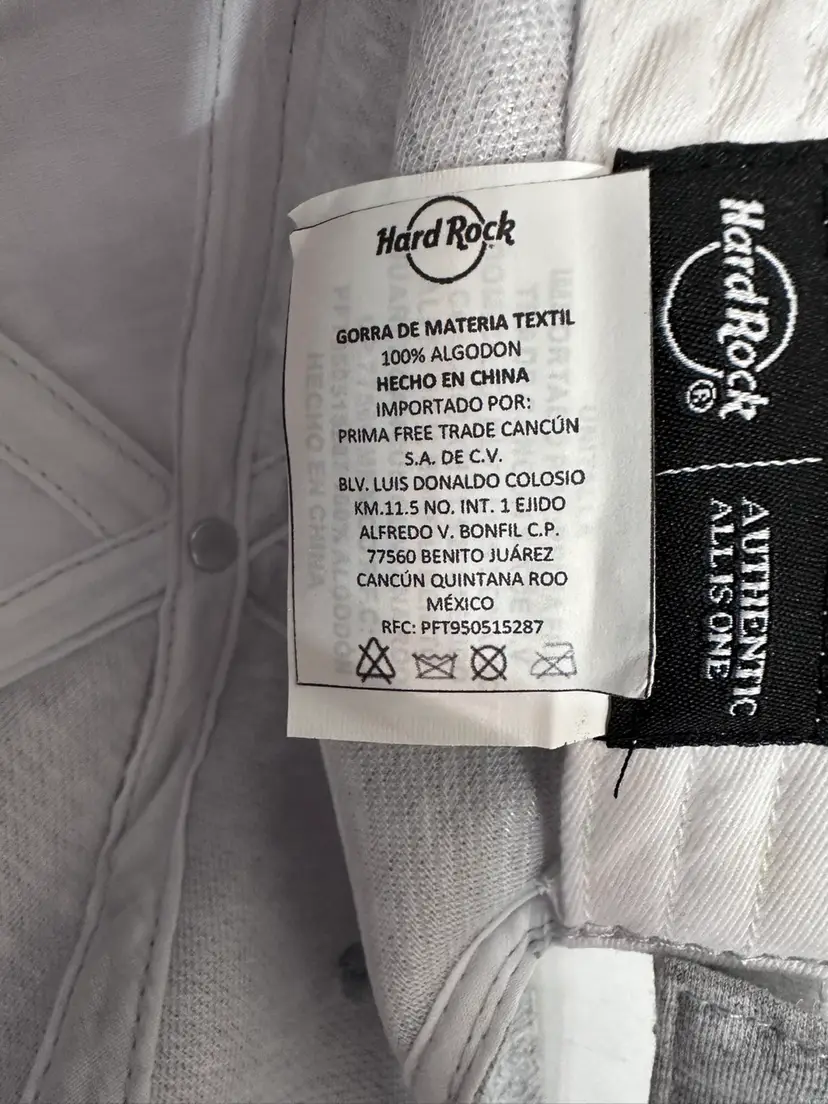 Hard Rock
GORRA DE MATERIA TEXTIL
100% ALGODON
HECHO EN CHINA
IMPORTADO POR:
PRIMA FREE TRADE CANCÚN
S.A. DE C.V.
BLV. LUIS DONALDO COLOSIO
KM.11.5 NO. INT. 1 EJIDO
ALFREDO V. BONFIL C.P.
77560 BENITO JUÁREZ
CANCÚN QUINTANA ROO
MÉXICO
RFC: PFT950515287
Hard Rock ®
AUTHENTIC
ALL IS ONE